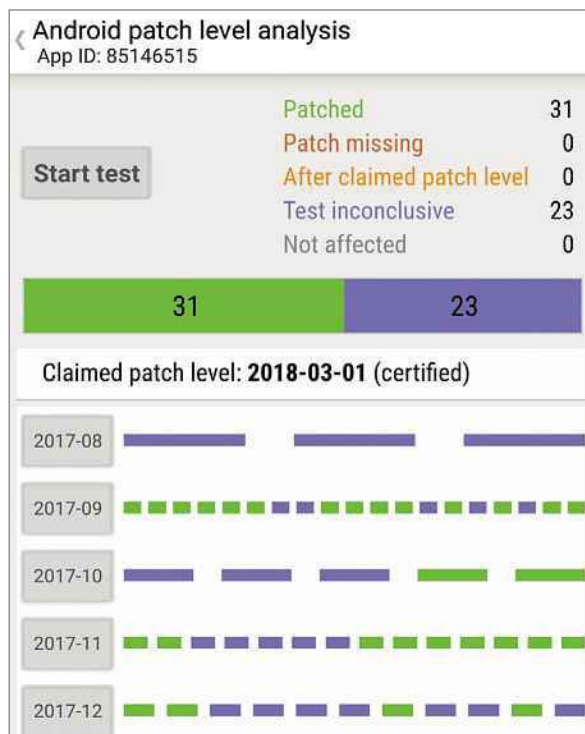 Android patch level analysis
App ID: 85146515
Patched 31
Patch missing 0
Start test
After claimed patch level 0
Test inconclusive 23
Not affected 0
31 23
Claimed patch level: 2018-03-01 (certified)
2017-08
2017-09
2017-10
2017-11
2017-12